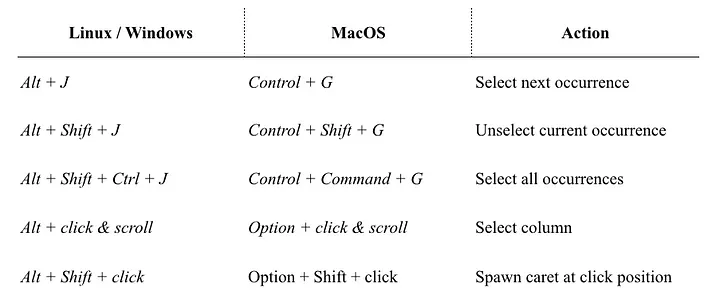 Linux / Windows MacOS Action
Alt + J Control + G Select next occurrence
Alt + Shift + J Control + Shift + G Unselect current occurrence
Alt + Shift + Ctrl + J Control + Command + G Select all occurrences
Alt + click & scroll Option + click & scroll Select column
Alt + Shift + click Option + Shift + click Spawn caret at click position